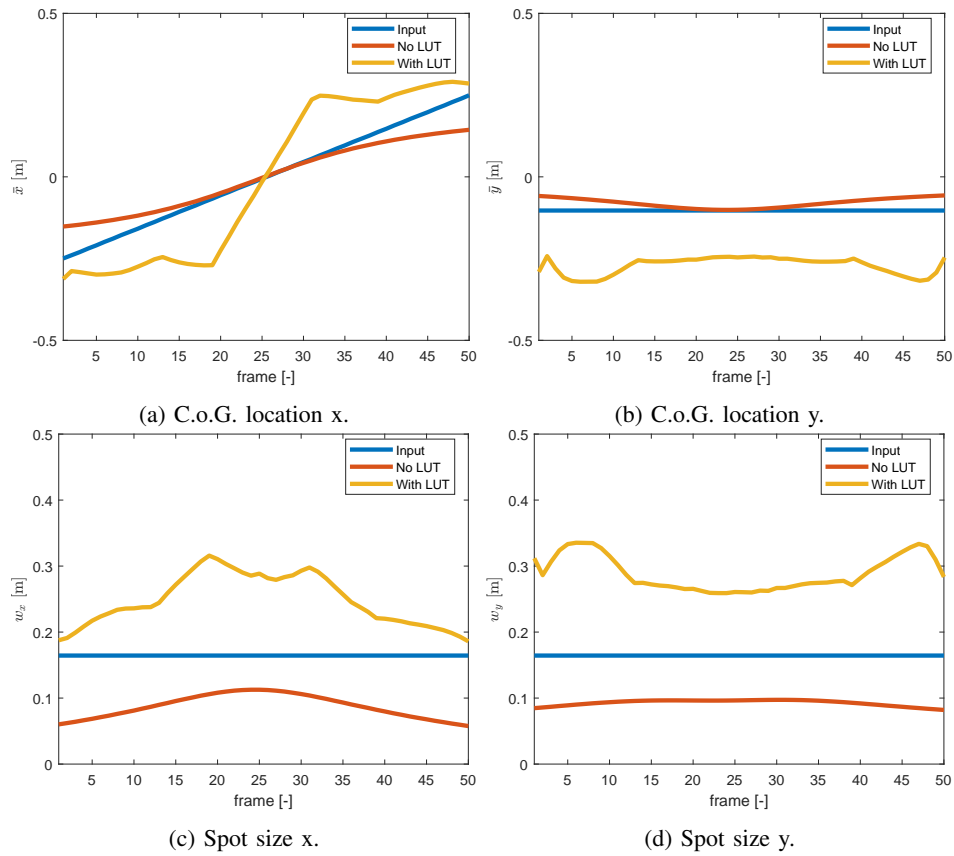 0.5
0
-0.5
x̄ [m]
5 10 15 20 25 30 35 40 45 50
frame [-]
Input
No LUT
With LUT
(a) C.o.G. location x.
0.5
0
-0.5
ȳ [m]
5 10 15 20 25 30 35 40 45 50
frame [-]
Input
No LUT
With LUT
(b) C.o.G. location y.
0.5
0.4
0.3
0.2
0.1
0
w_x [m]
5 10 15 20 25 30 35 40 45 50
frame [-]
Input
No LUT
With LUT
(c) Spot size x.
0.5
0.4
0.3
0.2
0.1
0
w_y [m]
5 10 15 20 25 30 35 40 45 50
frame [-]
Input
No LUT
With LUT
(d) Spot size y.